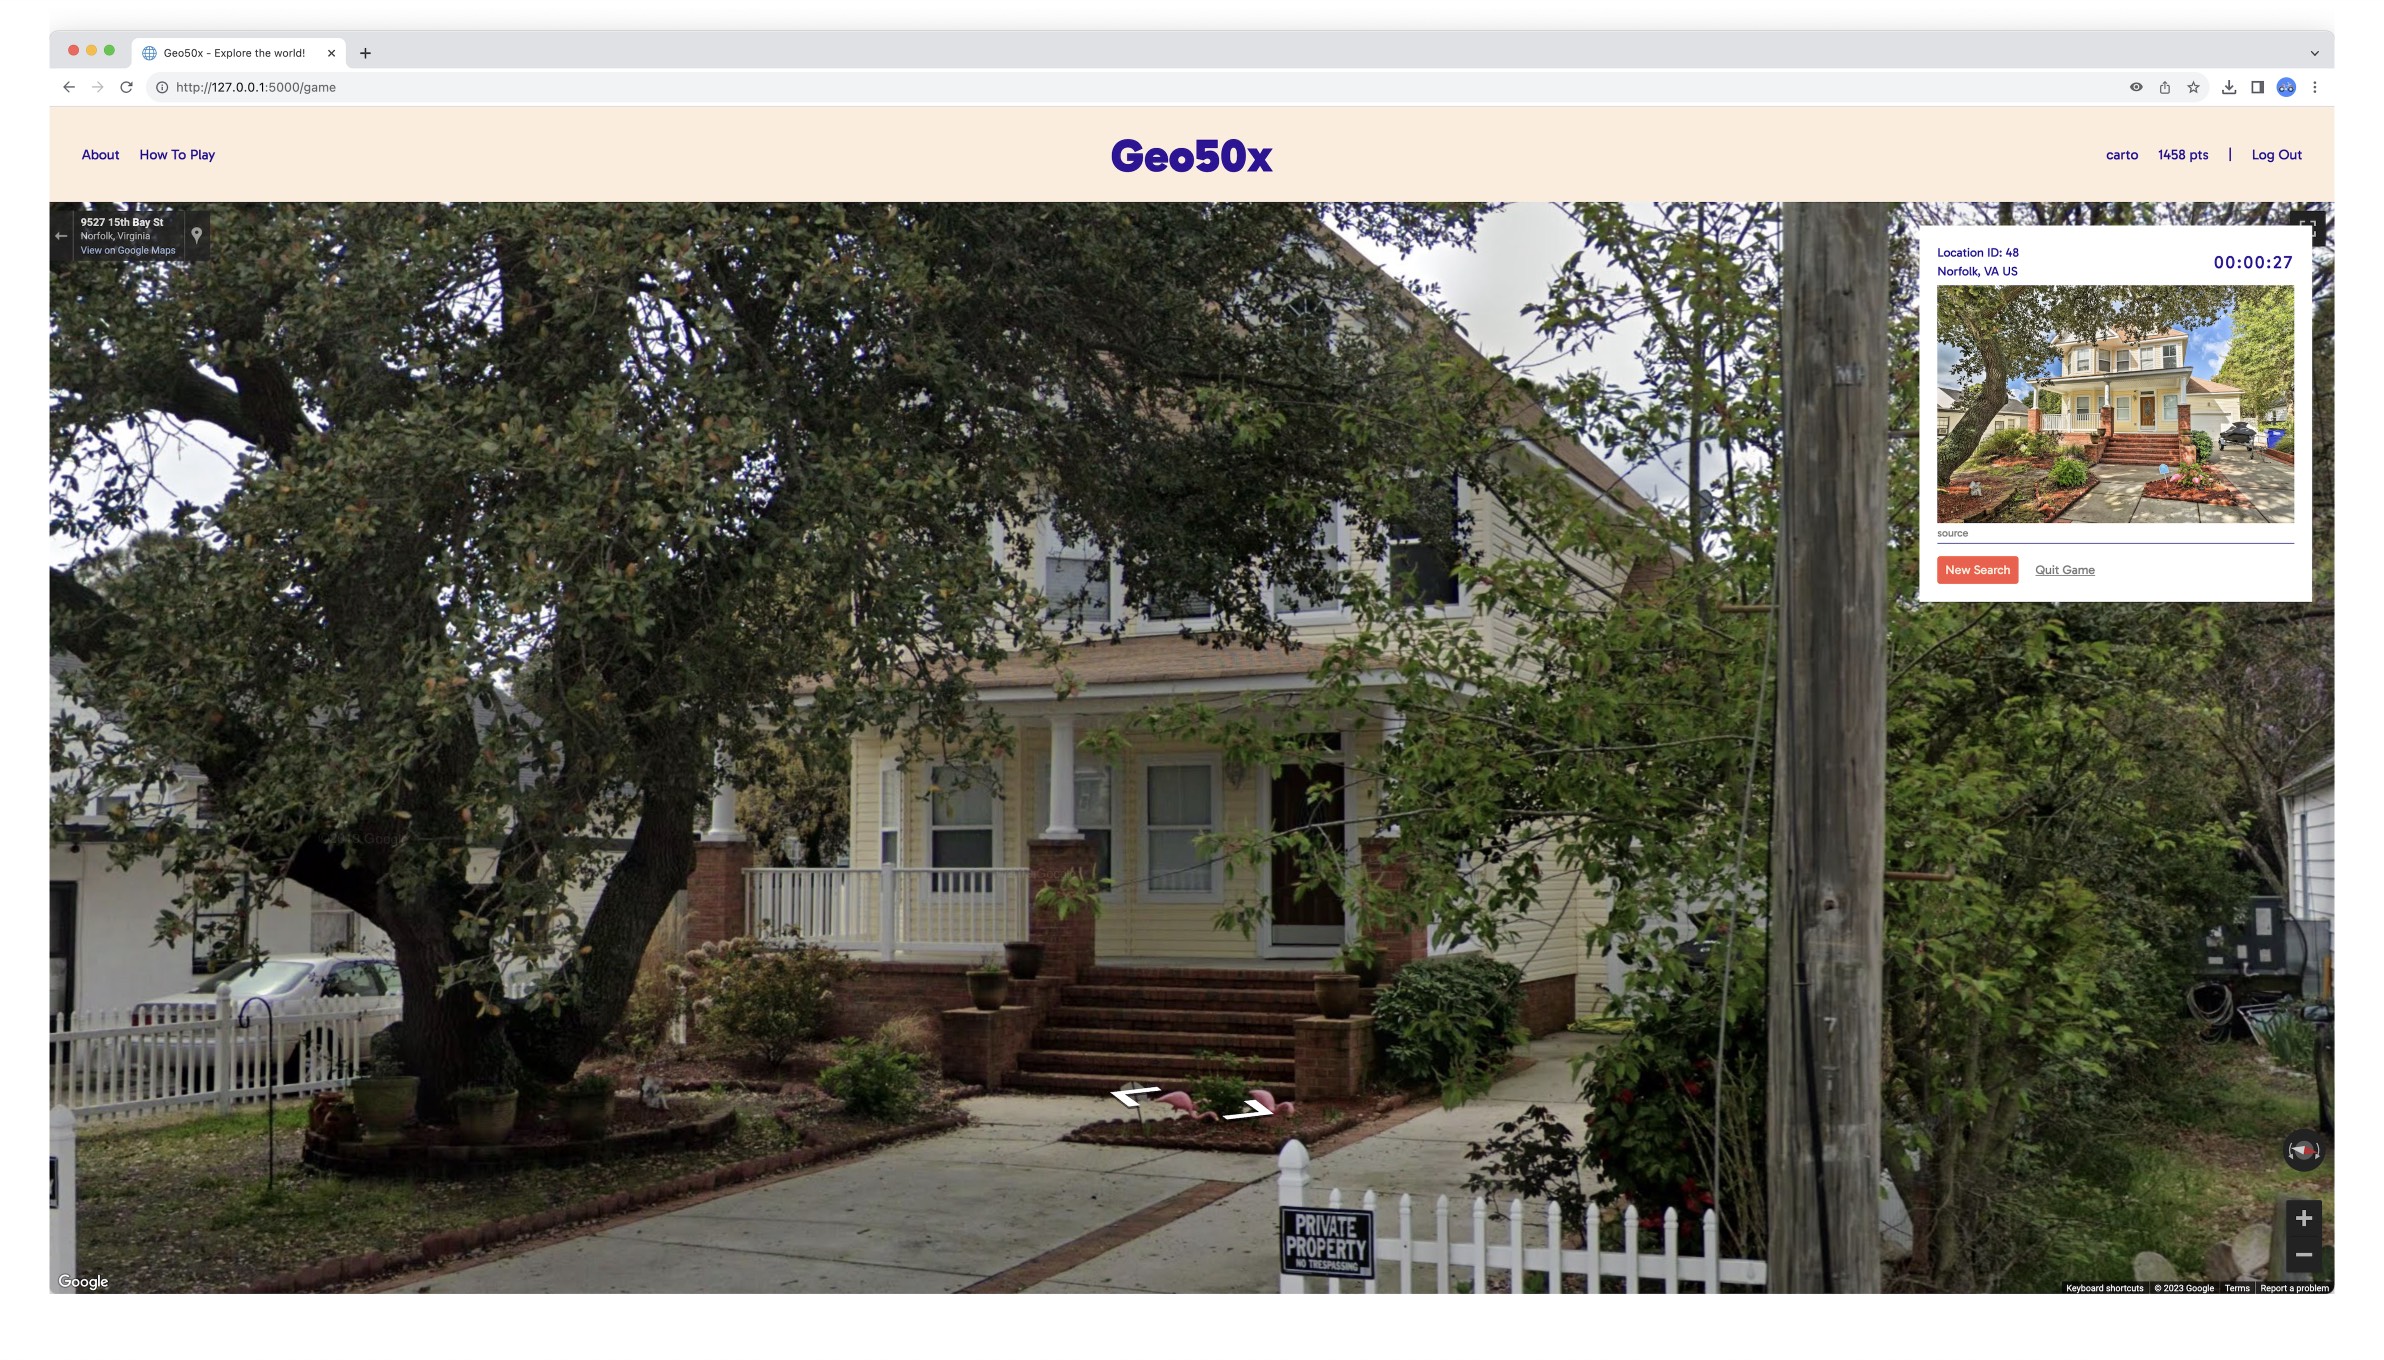 Geo50x - Explore the world!
http://127.0.0.1:5000/game
About How To Play
Geo50x
carto 1458 pts | Log Out
9527 15th Bay St
Norfolk, Virginia
View on Google Maps
Location ID: 48
Norfolk, VA US
00:00:27
source
New Search Quit Game
7
PRIVATE
PROPERTY
NO TRESPASSING
Google
Keyboard shortcuts © 2023 Google Terms Report a problem